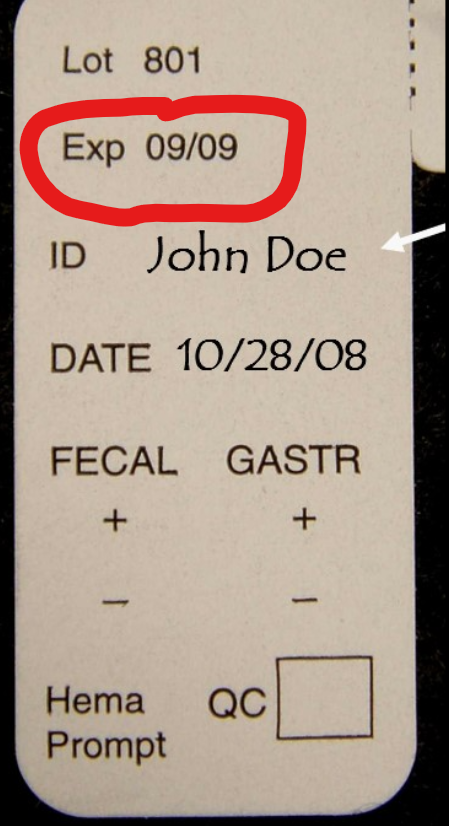 Lot 801
Exp 09/09
ID John Doe
DATE 10/28/08
FECAL GASTR
+ +
– –
Hema
Prompt QC